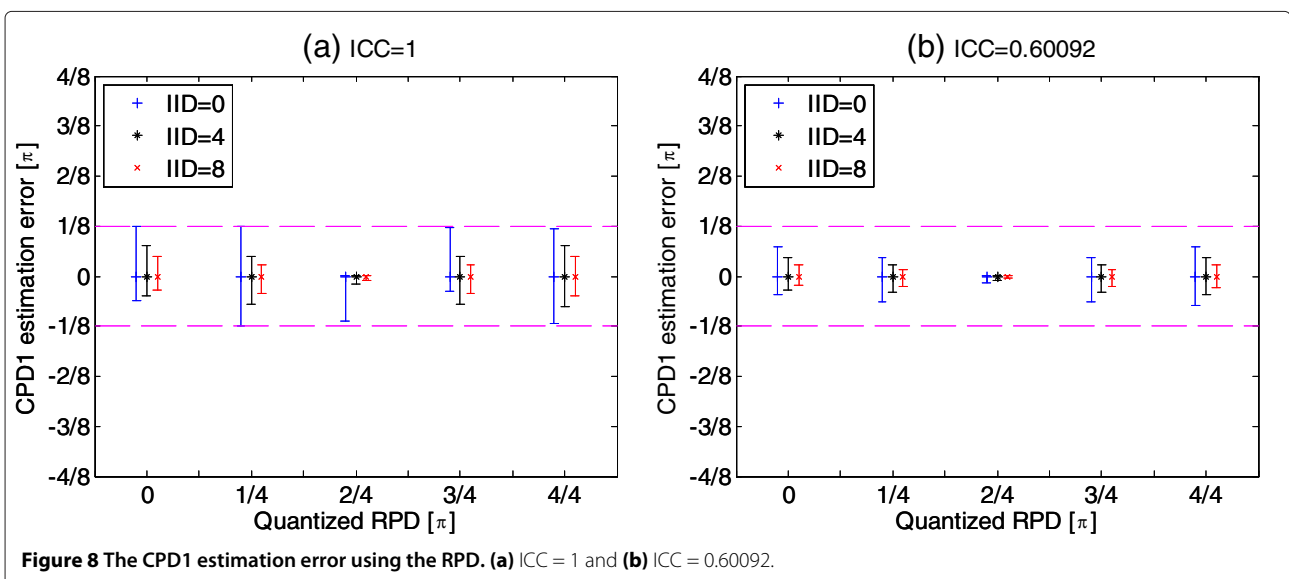 (a) ICC=1
4/8
3/8
2/8
1/8
0
-1/8
-2/8
-3/8
-4/8
CPD1 estimation error [π]
IID=0
IID=4
IID=8
0 1/4 2/4 3/4 4/4
Quantized RPD [π]
(b) ICC=0.60092
4/8
3/8
2/8
1/8
0
-1/8
-2/8
-3/8
-4/8
CPD1 estimation error [π]
IID=0
IID=4
IID=8
0 1/4 2/4 3/4 4/4
Quantized RPD [π]
Figure 8 The CPD1 estimation error using the RPD. (a) ICC = 1 and (b) ICC = 0.60092.